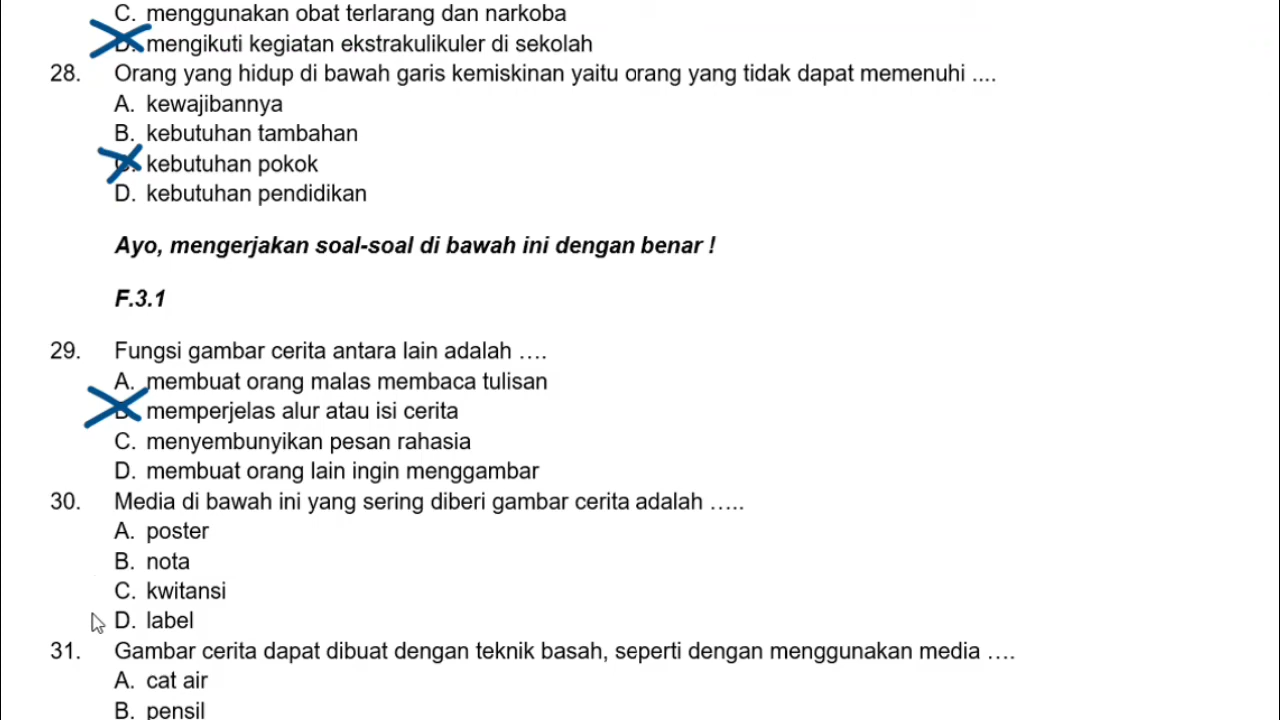 C. menggunakan obat terlarang dan narkoba
D. mengikuti kegiatan ekstrakulikuler di sekolah
28. Orang yang hidup di bawah garis kemiskinan yaitu orang yang tidak dapat memenuhi ....
A. kewajibannya
B. kebutuhan tambahan
C. kebutuhan pokok
D. kebutuhan pendidikan
Ayo, mengerjakan soal-soal di bawah ini dengan benar !
F.3.1
29. Fungsi gambar cerita antara lain adalah ....
A. membuat orang malas membaca tulisan
B. memperjelas alur atau isi cerita
C. menyembunyikan pesan rahasia
D. membuat orang lain ingin menggambar
30. Media di bawah ini yang sering diberi gambar cerita adalah .....
A. poster
B. nota
C. kwitansi
D. label
31. Gambar cerita dapat dibuat dengan teknik basah, seperti dengan menggunakan media ....
A. cat air
B. pensil